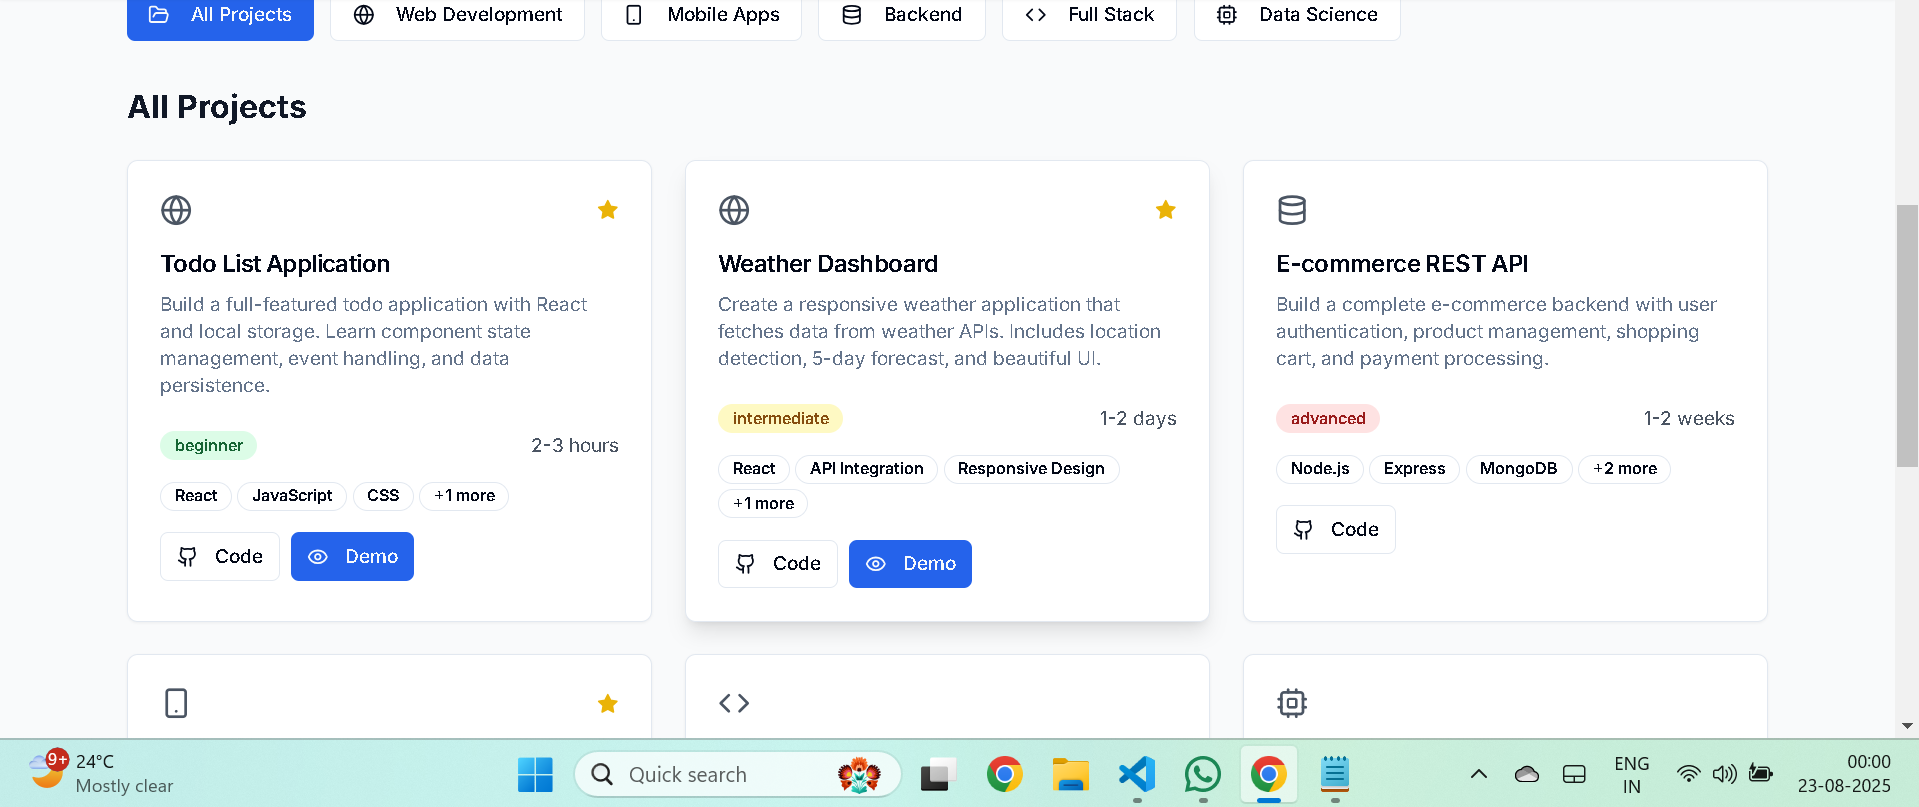 All Projects
Web Development
Mobile Apps
Backend
Full Stack
Data Science
All Projects
Todo List Application
Build a full-featured todo application with React
and local storage. Learn component state
management, event handling, and data
persistence.
beginner
2-3 hours
React
JavaScript
CSS
+1 more
Code
Demo
Weather Dashboard
Create a responsive weather application that
fetches data from weather APIs. Includes location
detection, 5-day forecast, and beautiful UI.
intermediate
1-2 days
React
API Integration
Responsive Design
+1 more
Code
Demo
E-commerce REST API
Build a complete e-commerce backend with user
authentication, product management, shopping
cart, and payment processing.
advanced
1-2 weeks
Node.js
Express
MongoDB
+2 more
Code
9+
24°C
Mostly clear
Quick search
ENG
IN
00:00
23-08-2025